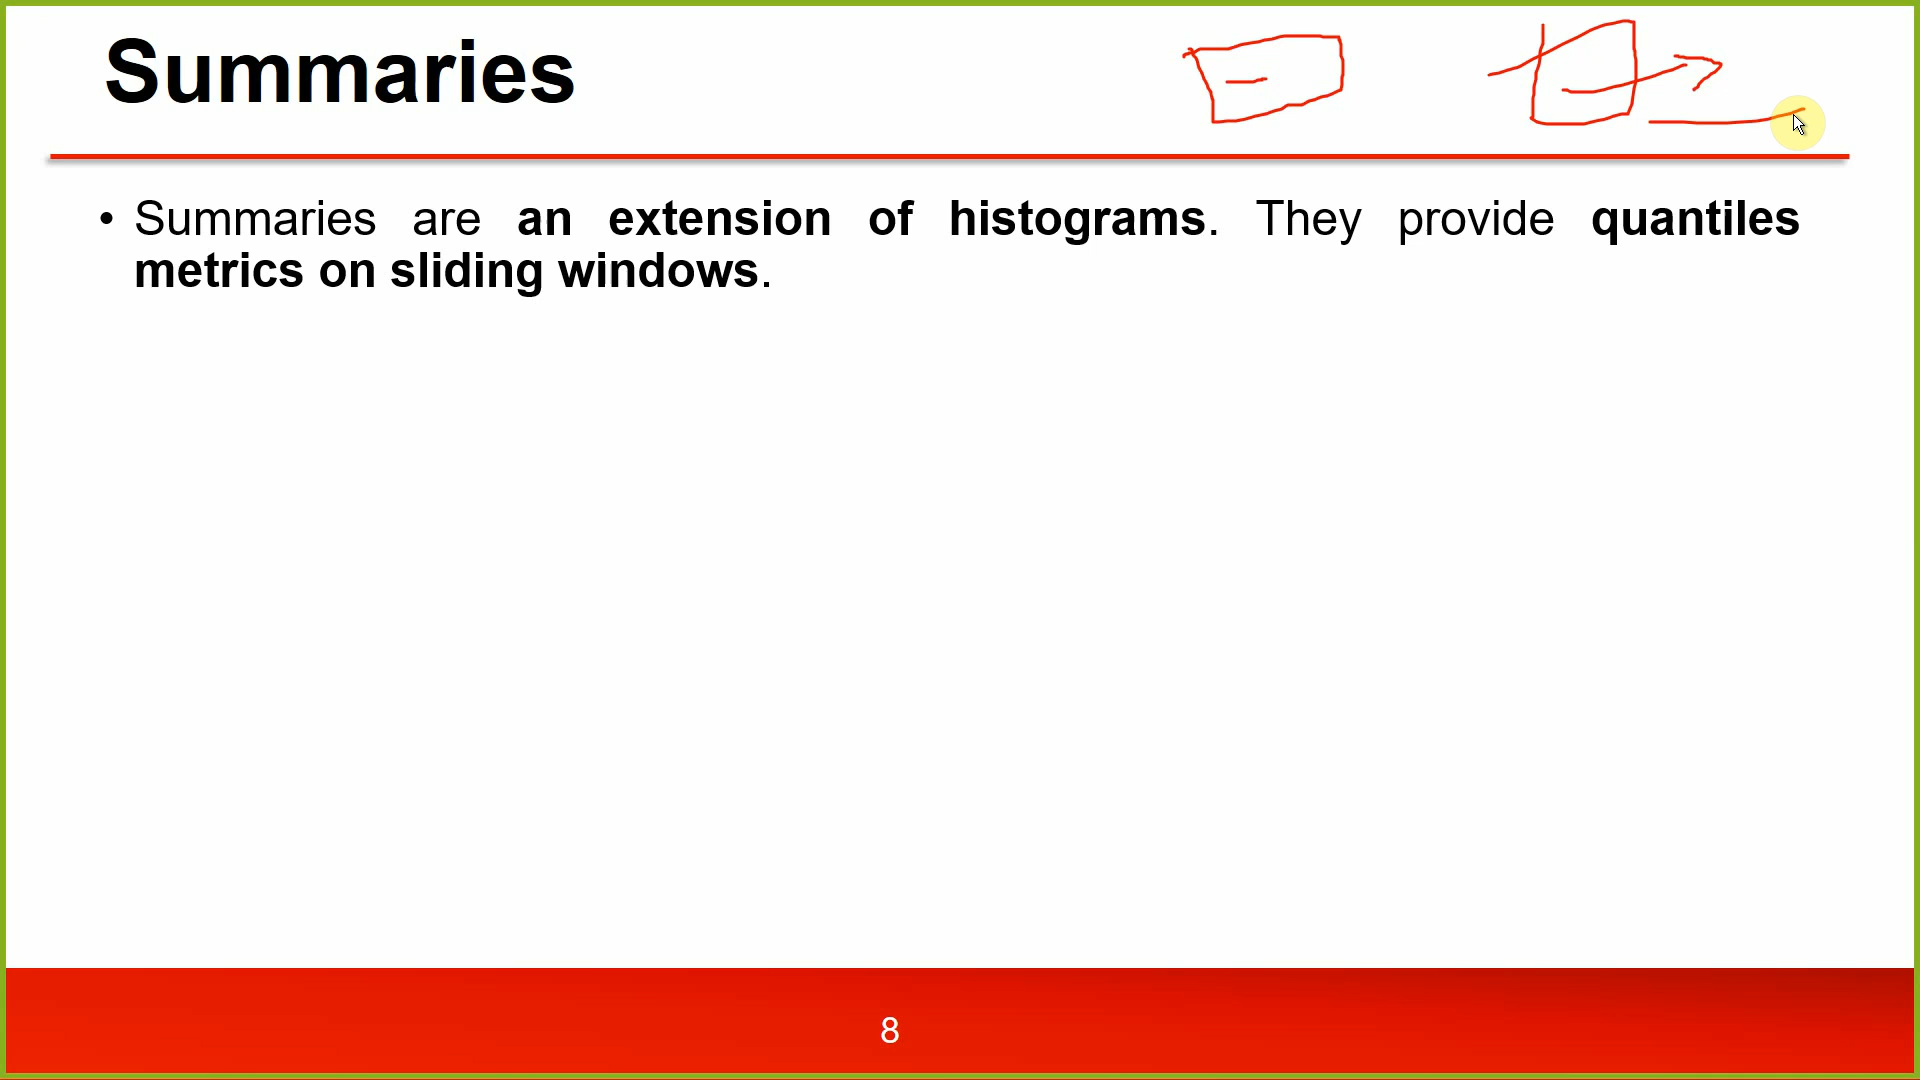 Summaries
• Summaries are an extension of histograms. They provide quantiles
metrics on sliding windows.
8